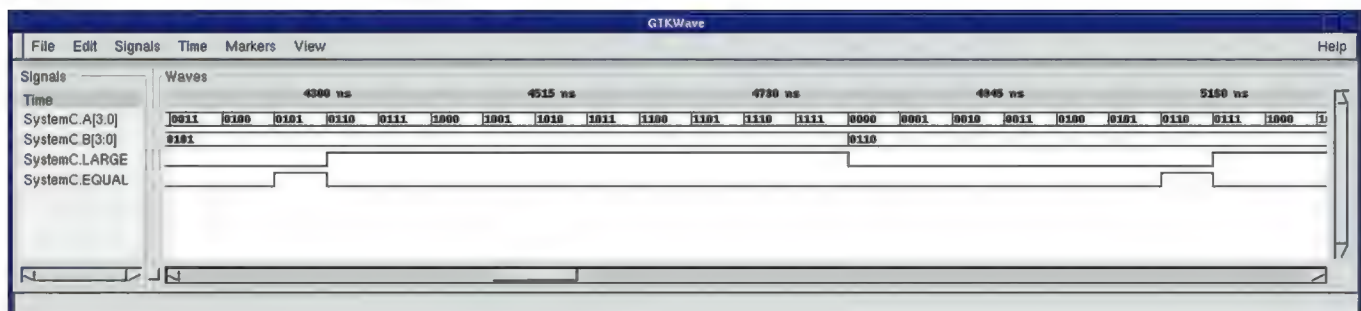 GTKWave
File Edit Signals Time Markers View Help
Signals
Waves
Time
4300 ns 4515 ns 4730 ns 4945 ns 5160 ns
SystemC.A[3.0] 0011 0100 0101 0110 0111 1000 1001 1010 1011 1100 1101 1110 1111 0000 0001 0010 0011 0100 0101 0110 0111 1000
SystemC.B[3:0] 0101 0110
SystemC.LARGE
SystemC.EQUAL